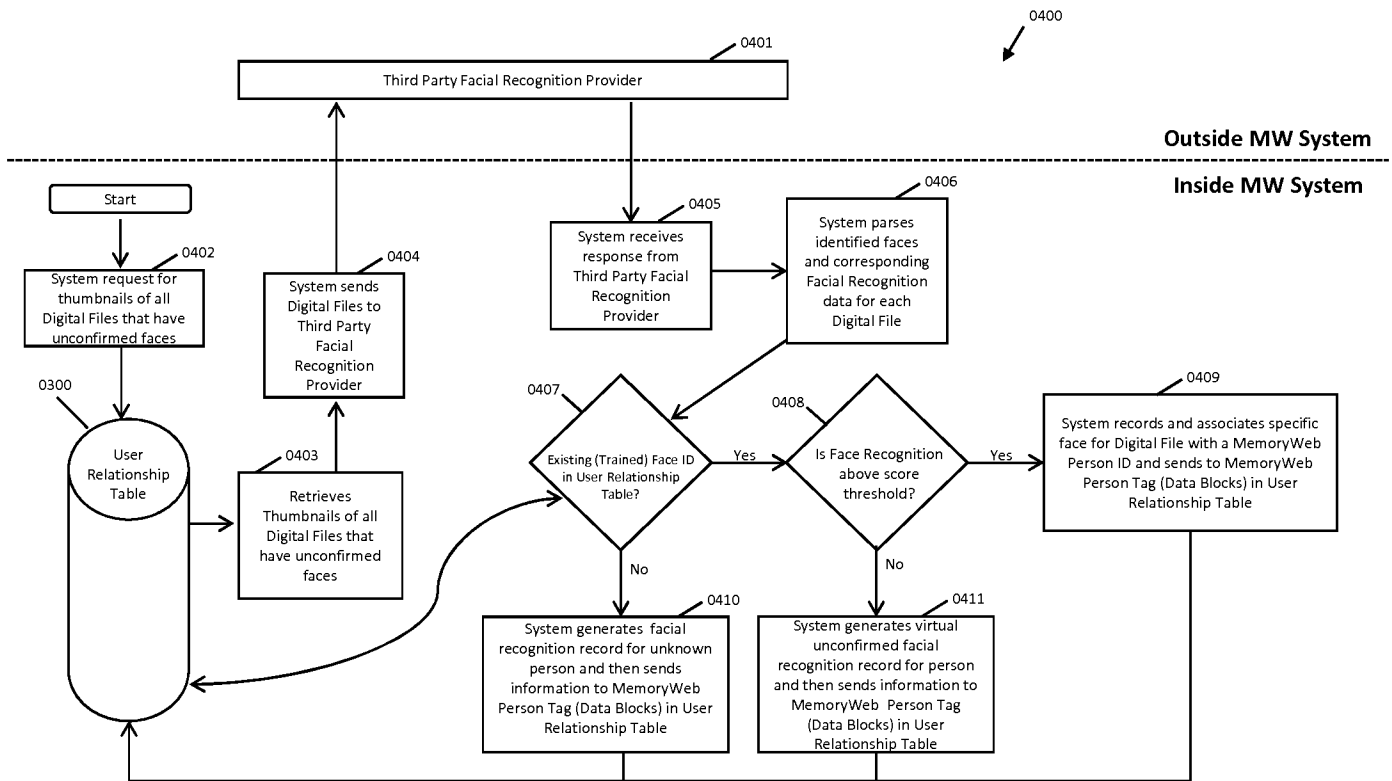 0400
0401
Third Party Facial Recognition Provider
Outside MW System
Inside MW System
Start
0402
System request for
thumbnails of all
Digital Files that have
unconfirmed faces
0300
User
Relationship
Table
0403
Retrieves
Thumbnails of all
Digital Files that
have unconfirmed
faces
0404
System sends
Digital Files to
Third Party
Facial
Recognition
Provider
0405
System receives
response from
Third Party Facial
Recognition
Provider
0406
System parses
identified faces
and corresponding
Facial Recognition
data for each
Digital File
0407
Existing (Trained) Face ID
in User Relationship
Table?
Yes
No
0408
Is Face Recognition
above score
threshold?
Yes
No
0409
System records and associates specific
face for Digital File with a MemoryWeb
Person ID and sends to MemoryWeb
Person Tag (Data Blocks) in User
Relationship Table
0410
System generates facial
recognition record for unknown
person and then sends
information to MemoryWeb
Person Tag (Data Blocks) in User
Relationship Table
0411
System generates virtual
unconfirmed facial
recognition record for person
and then sends information to
MemoryWeb Person Tag
(Data Blocks) in User
Relationship Table